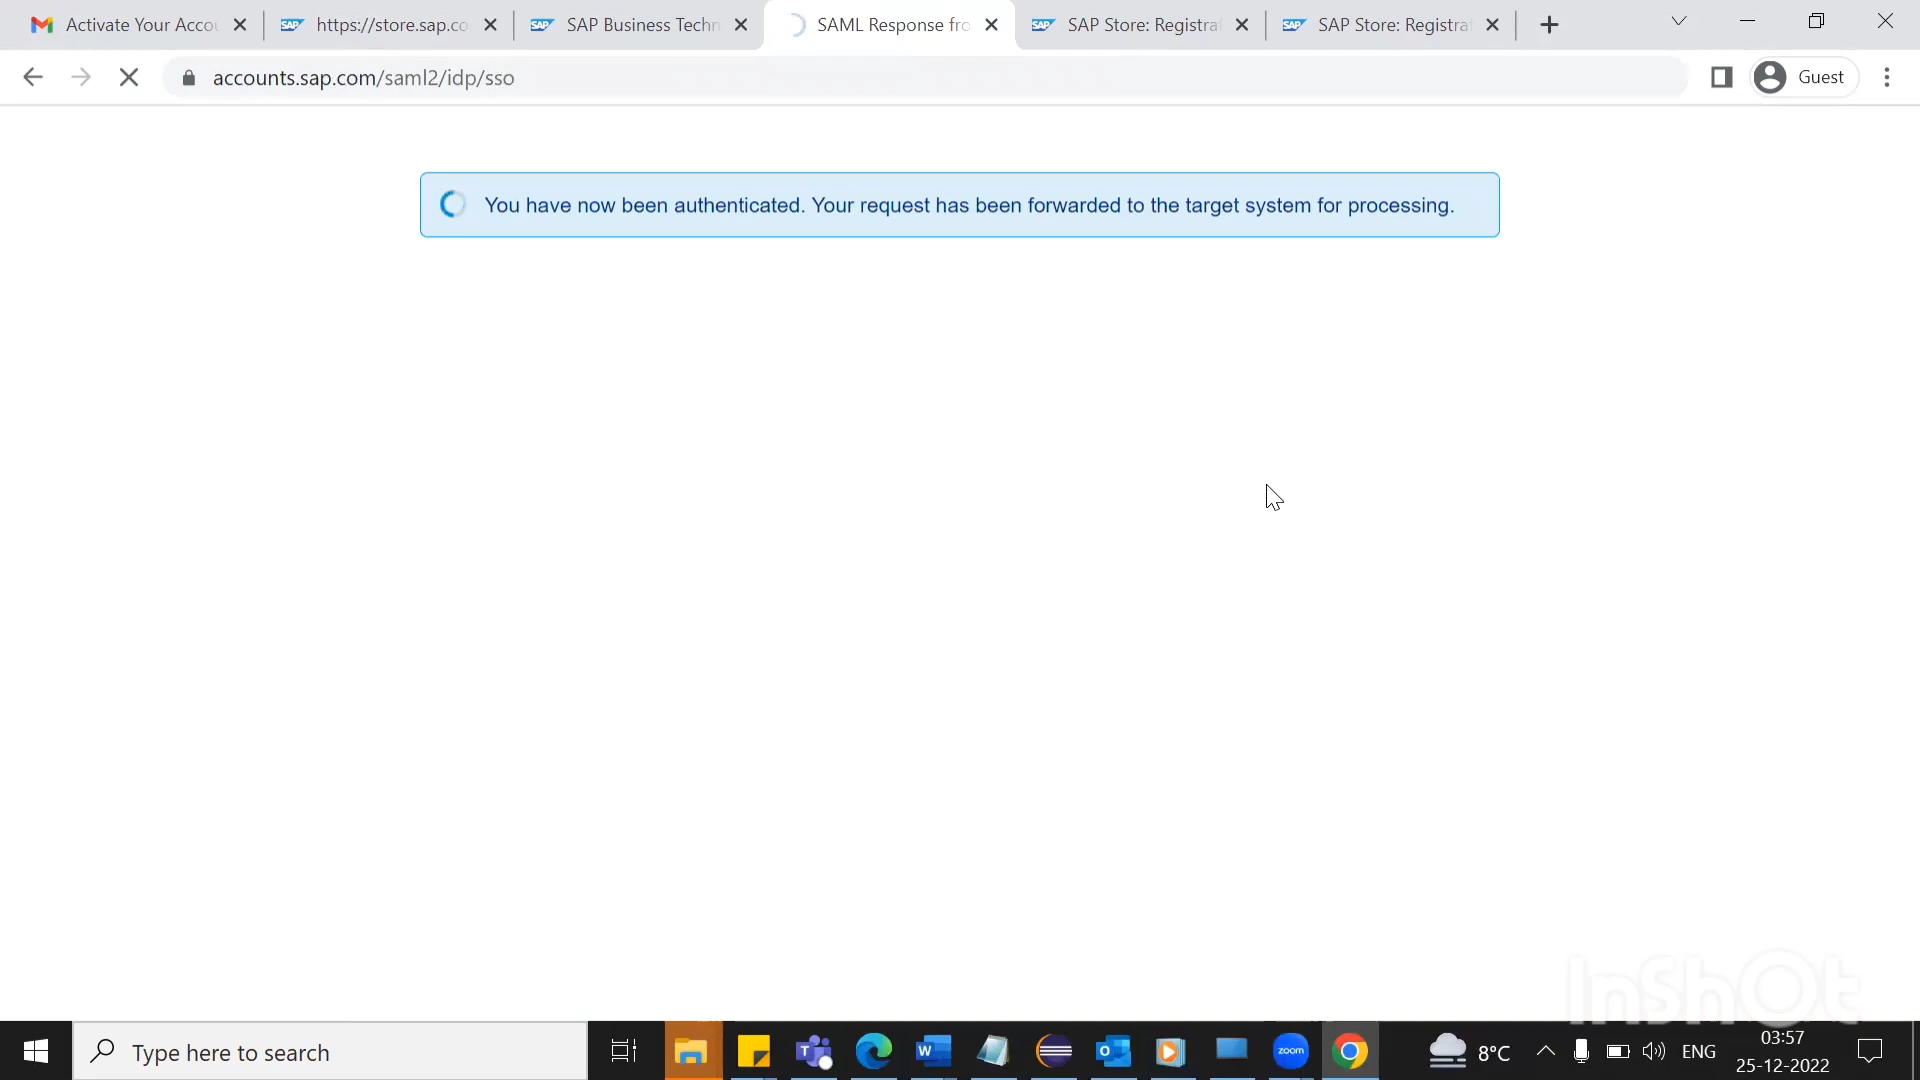 Activate Your Accou
https://store.sap.co
SAP Business Techn
SAML Response fro
SAP Store: Registra
SAP Store: Registrat
accounts.sap.com/saml2/idp/sso
Guest
You have now been authenticated. Your request has been forwarded to the target system for processing.
InShOt
Type here to search
zoom
8°C
ENG
03:57
25-12-2022